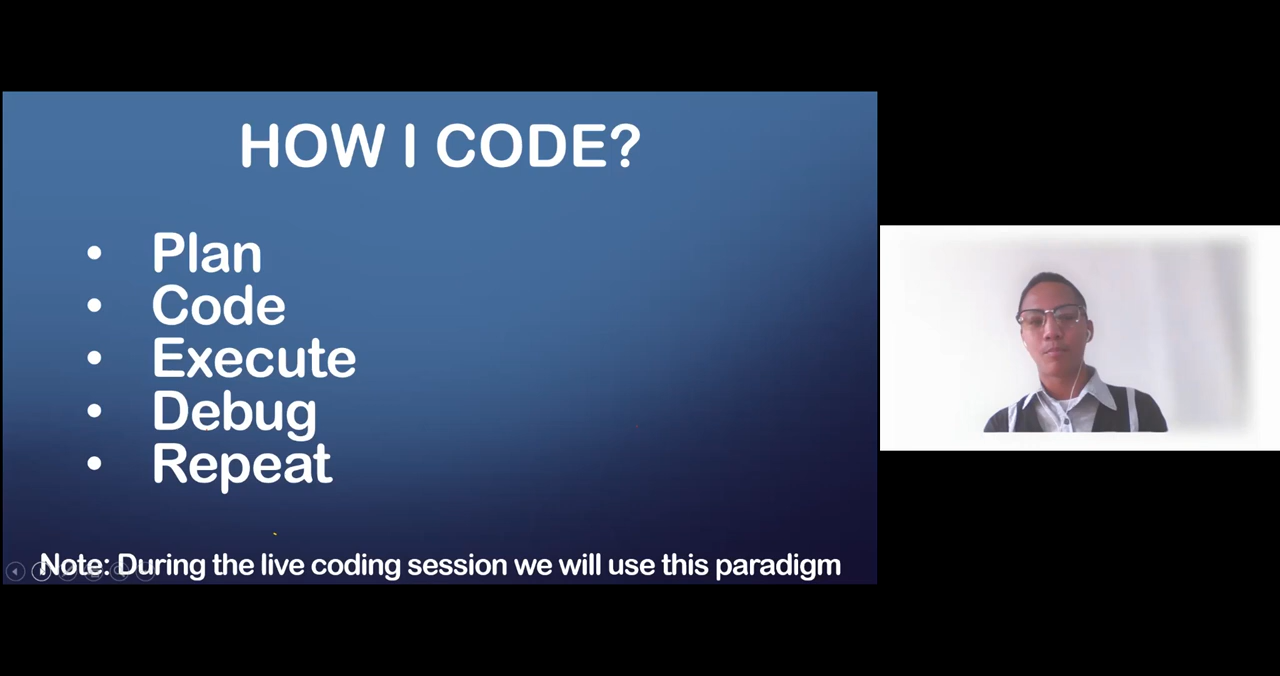 HOW I CODE?
• Plan
• Code
• Execute
• Debug
• Repeat
Note: During the live coding session we will use this paradigm